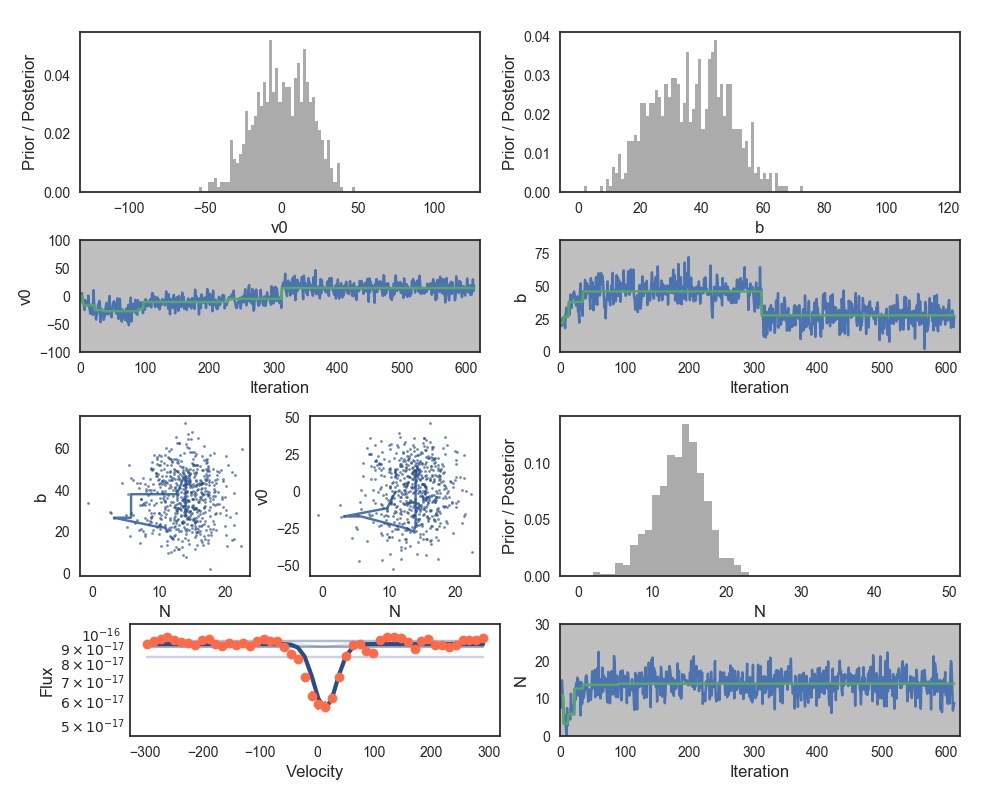 Prior / Posterior
0.04
0.02
0.00
−100 −50 0 50 100
v0
Prior / Posterior
0.04
0.03
0.02
0.01
0.00
0 20 40 60 80 100 120
b
v0
100
50
0
−50
−100
0 100 200 300 400 500 600
Iteration
b
75
50
25
0
0 100 200 300 400 500 600
Iteration
b
60
40
20
0
0 10 20
N
v0
50
25
0
−25
−50
0 10 20
N
Prior / Posterior
0.10
0.05
0.00
0 10 20 30 40 50
N
Flux
10⁻¹⁶
9 × 10⁻¹⁷
8 × 10⁻¹⁷
7 × 10⁻¹⁷
6 × 10⁻¹⁷
5 × 10⁻¹⁷
−300 −200 −100 0 100 200 300
Velocity
N
30
20
10
0
0 100 200 300 400 500 600
Iteration